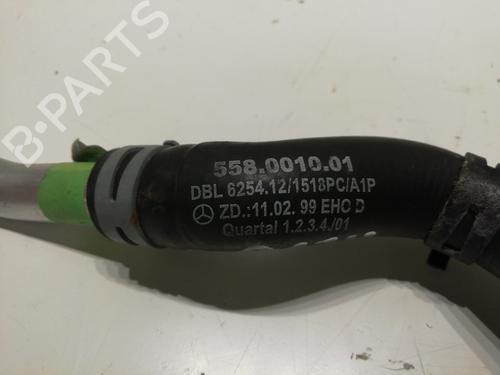 B-PARTS
558.0010.01
DBL 6254.12/1518PC/A1P
ZD.:11.02. 99 EHC D
Quartal 1.2.3.4./01